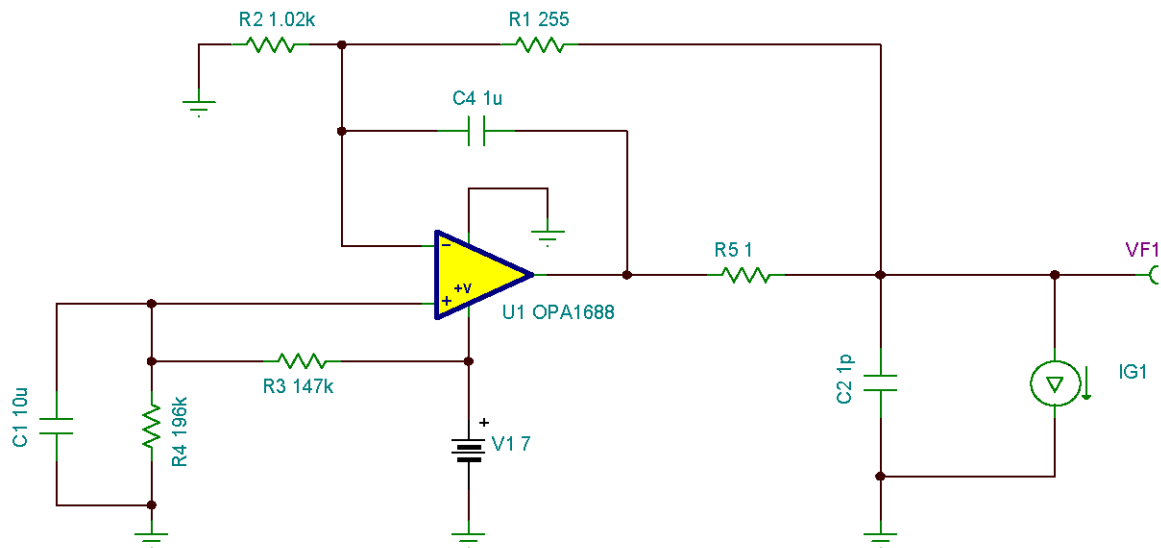 R2 1.02k
R1 255
C4 1u
R5 1
VF1
+V
U1 OPA1688
R3 147k
C1 10u
R4 196k
+
V1 7
C2 1p
IG1